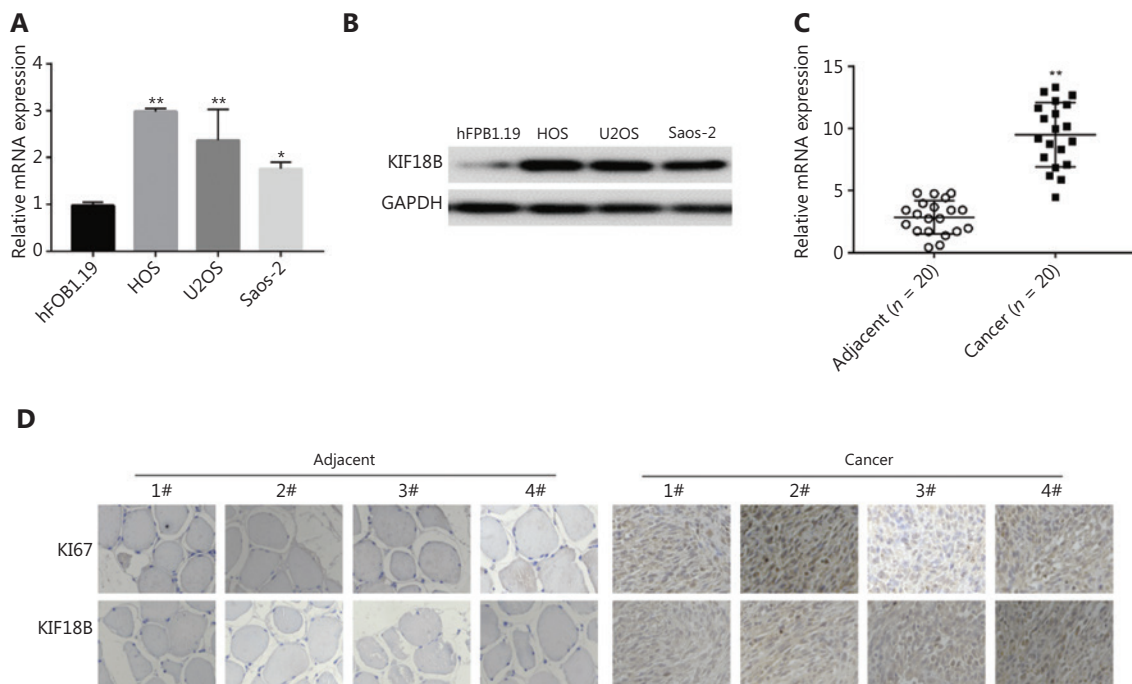 A
Relative mRNA expression
4
3
2
1
0
**
**
*
hFOB1.19
HOS
U2OS
Saos-2
B
hFPB1.19 HOS U2OS Saos-2
KIF18B
GAPDH
C
Relative mRNA expression
15
10
5
0
**
Adjacent (n = 20)
Cancer (n = 20)
D
Adjacent Cancer
1# 2# 3# 4# 1# 2# 3# 4#
KI67
KIF18B